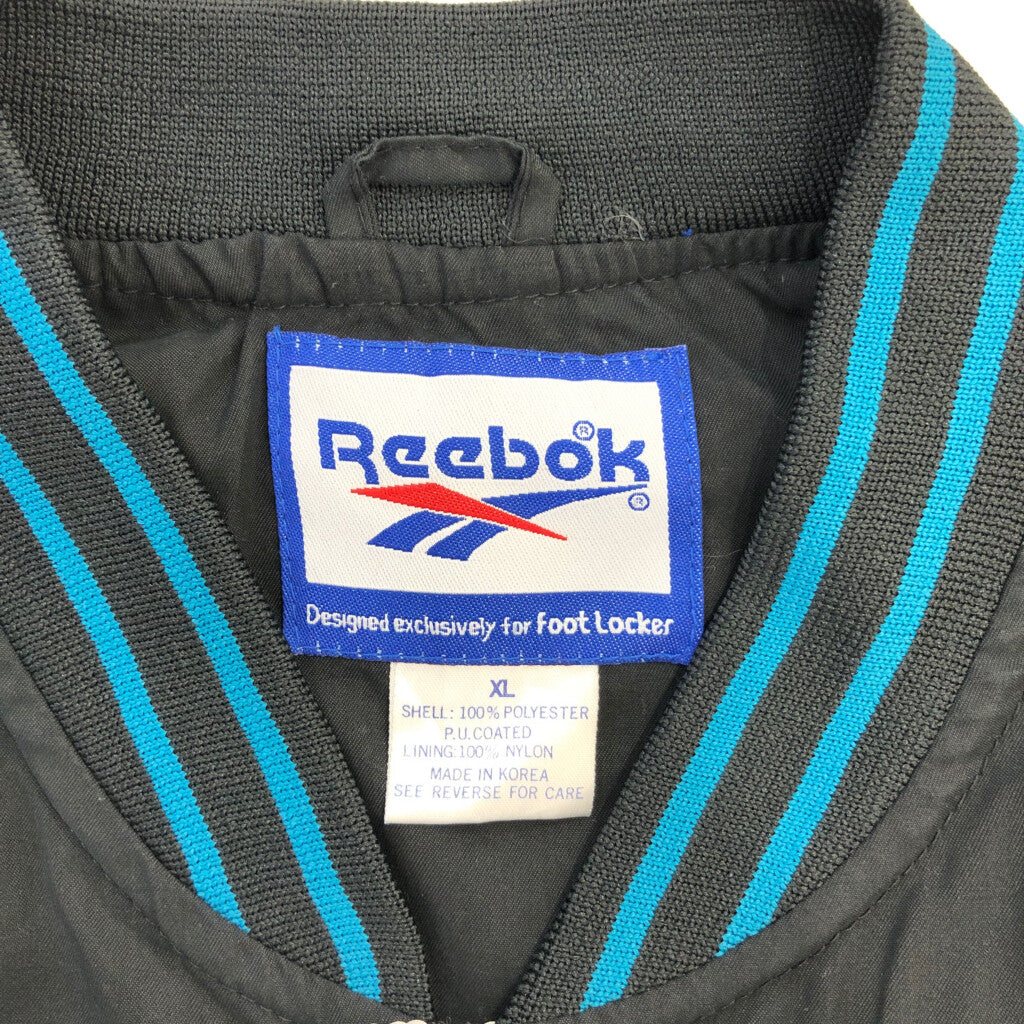 Reebok®
®
Designed exclusively for Foot Locker
XL
SHELL: 100% POLYESTER
P.U.COATED
LINING:100% NYLON
MADE IN KOREA
SEE REVERSE FOR CARE